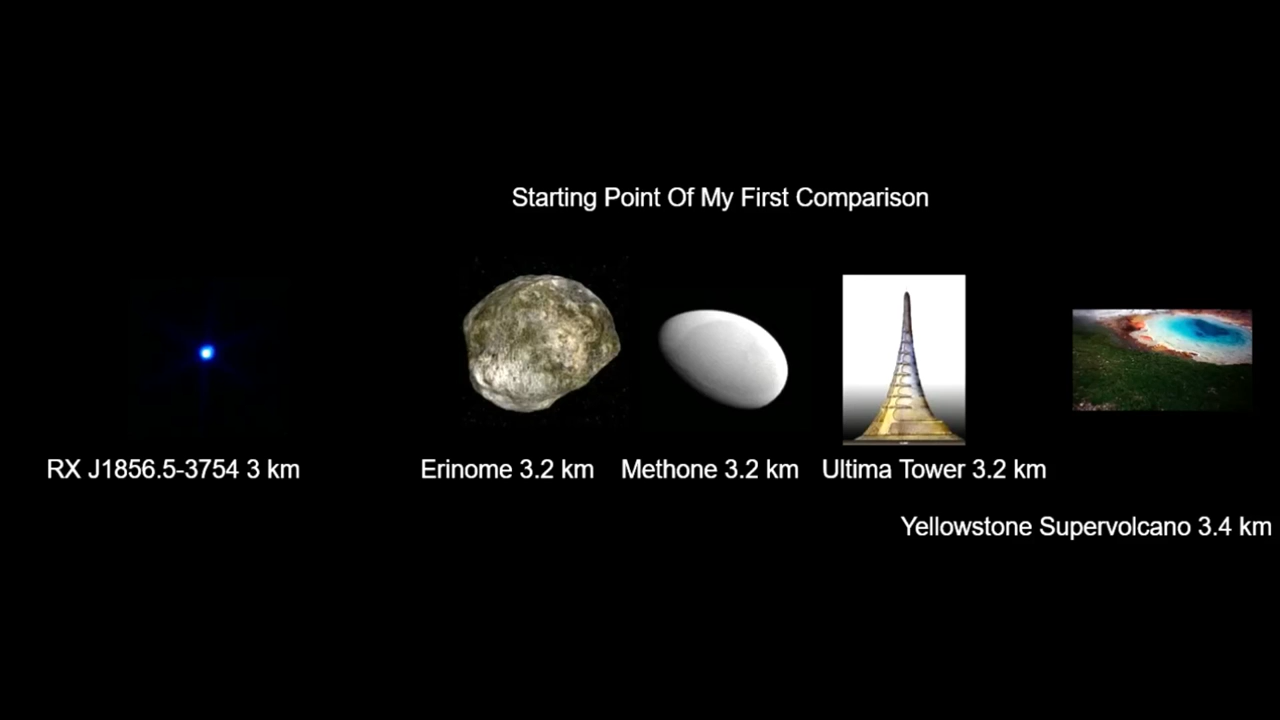 Starting Point Of My First Comparison
RX J1856.5-3754 3 km
Erinome 3.2 km
Methone 3.2 km
Ultima Tower 3.2 km
Yellowstone Supervolcano 3.4 km